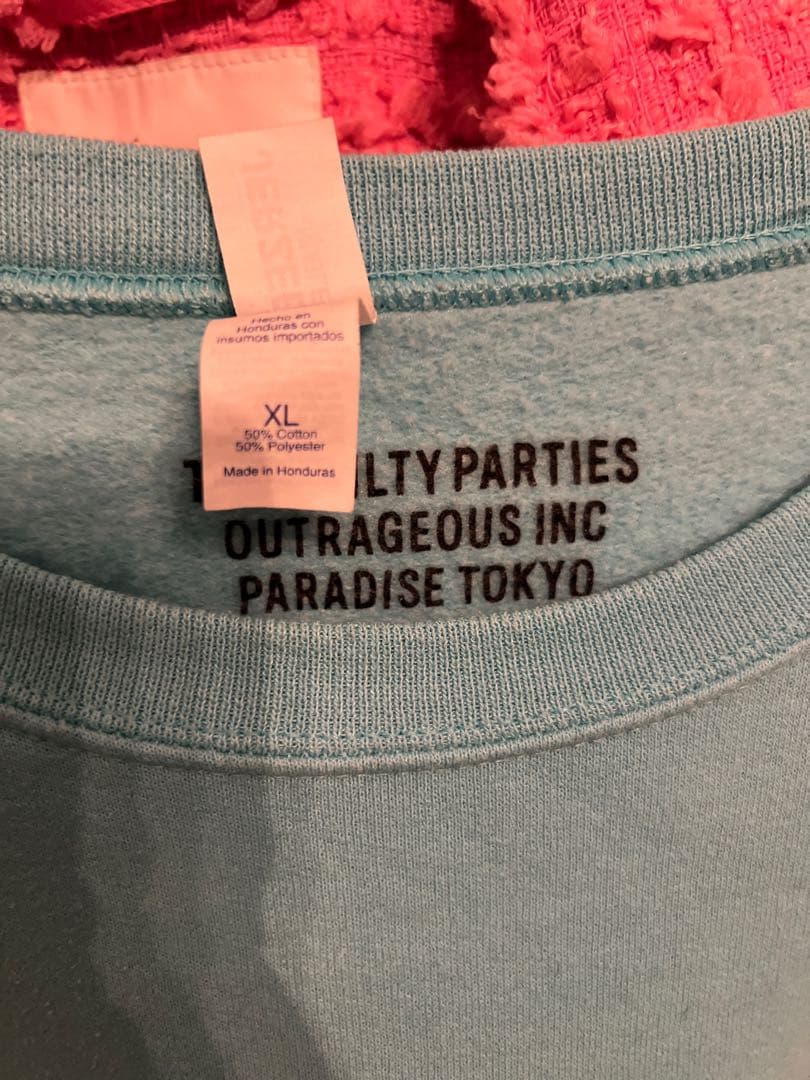 Hecho en
Honduras con
insumos importados
XL
50% Cotton
50% Polyester
Made in Honduras
ILTY PARTIES
OUTRAGEOUS INC
PARADISE TOKYO